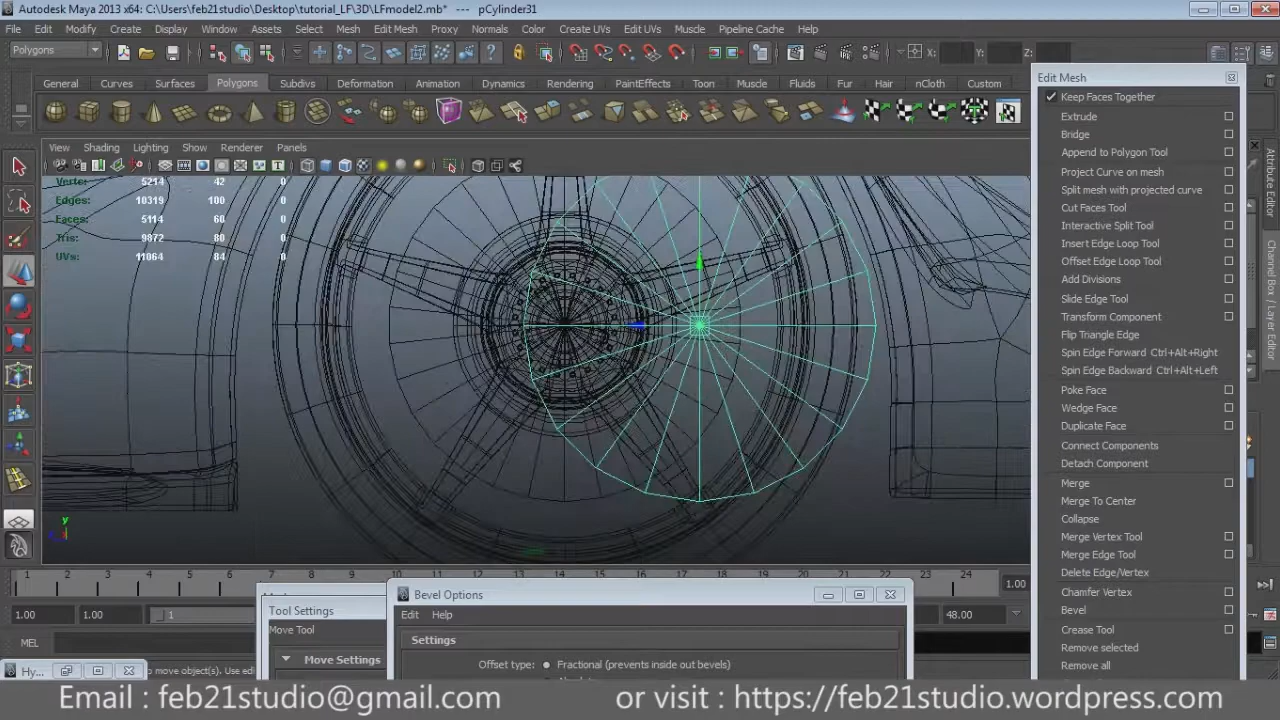 Autodesk Maya 2013 x64: C:\Users\feb21studio\Desktop\tutorial_LF\3D\LFmodel2.mb* --- pCylinder31
File Edit Modify Create Display Window Assets Select Mesh Edit Mesh Proxy Normals Color Create UVs Edit UVs Muscle Pipeline Cache Help
Polygons X: Y: Z:
General Curves Surfaces Polygons Subdivs Deformation Animation Dynamics Rendering PaintEffects Toon Muscle Fluids Fur Hair nCloth Custom
View Shading Lighting Show Renderer Panels
Verts: 5214 42 0
Edges: 10319 100 0
Faces: 5114 60 0
Tris: 9872 80 0
UVs: 11064 84 0
y
Edit Mesh
Keep Faces Together
Extrude
Bridge
Append to Polygon Tool
Project Curve on mesh
Split mesh with projected curve
Cut Faces Tool
Interactive Split Tool
Insert Edge Loop Tool
Offset Edge Loop Tool
Add Divisions
Slide Edge Tool
Transform Component
Flip Triangle Edge
Spin Edge Forward Ctrl+Alt+Right
Spin Edge Backward Ctrl+Alt+Left
Poke Face
Wedge Face
Duplicate Face
Connect Components
Detach Component
Merge
Merge To Center
Collapse
Merge Vertex Tool
Merge Edge Tool
Delete Edge/Vertex
Chamfer Vertex
Bevel
Crease Tool
Remove selected
Remove all
Attribute Editor
Channel Box / Layer Editor
1 2 3 4 5 6 7 8 9 10 11 12 13 14 15 16 17 18 19 20 21 22 23 24 1.00
1.00 1.00 1 48.00
MEL
Tool Settings
Move Tool
Move Settings
Bevel Options
Edit Help
Settings
Offset type: Fractional (prevents inside out bevels)
Hy...
to move object(s). Use edi
Email : feb21studio@gmail.com or visit : https://feb21studio.wordpress.com